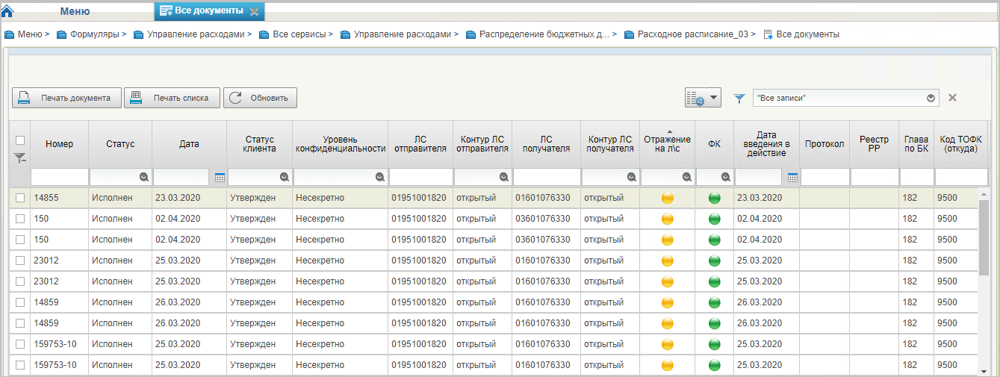 Меню
Все документы
Меню > Формуляры > Управление расходами > Все сервисы > Управление расходами > Распределение бюджетных д... > Расходное расписание_03 > Все документы
Печать документа Печать списка Обновить "Все записи"
Номер Статус Дата Статус клиента Уровень конфиденциальности ЛС отправителя Контур ЛС отправителя ЛС получателя Контур ЛС получателя Отражение на л\с ФК Дата введения в действие Протокол Реестр РР Глава по БК Код ТОФК (откуда)
14855 Исполнен 23.03.2020 Утвержден Несекретно 01951001820 открытый 01601076330 открытый 23.03.2020 182 9500
150 Исполнен 02.04.2020 Утвержден Несекретно 01951001820 открытый 03601076330 открытый 02.04.2020 182 9500
150 Исполнен 02.04.2020 Утвержден Несекретно 01951001820 открытый 03601076330 открытый 02.04.2020 182 9500
23012 Исполнен 25.03.2020 Утвержден Несекретно 01951001820 открытый 01601076330 открытый 25.03.2020 182 9500
23012 Исполнен 25.03.2020 Утвержден Несекретно 01951001820 открытый 01601076330 открытый 25.03.2020 182 9500
14859 Исполнен 26.03.2020 Утвержден Несекретно 01951001820 открытый 01601076330 открытый 26.03.2020 182 9500
14859 Исполнен 26.03.2020 Утвержден Несекретно 01951001820 открытый 01601076330 открытый 26.03.2020 182 9500
159753-10 Исполнен 25.03.2020 Утвержден Несекретно 01951001820 открытый 01601076330 открытый 25.03.2020 182 9500
159753-10 Исполнен 25.03.2020 Утвержден Несекретно 01951001820 открытый 01601076330 открытый 25.03.2020 182 9500